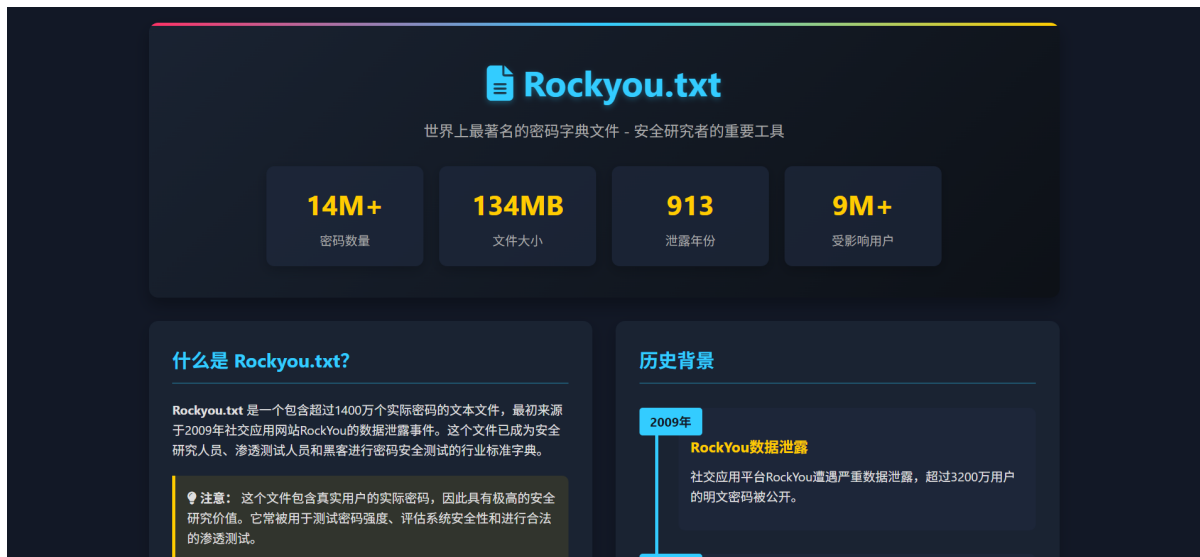 Rockyou.txt
世界上最著名的密码字典文件 - 安全研究者的重要工具
14M+
密码数量
134MB
文件大小
913
泄露年份
9M+
受影响用户
什么是 Rockyou.txt?
Rockyou.txt 是一个包含超过1400万个实际密码的文本文件，最初来源
于2009年社交应用网站RockYou的数据泄露事件。这个文件已成为安全
研究人员、渗透测试人员和黑客进行密码安全测试的行业标准字典。
注意： 这个文件包含真实用户的实际密码，因此具有极高的安全
研究价值。它常被用于测试密码强度、评估系统安全性和进行合法
的渗透测试。
历史背景
2009年
RockYou数据泄露
社交应用平台RockYou遭遇严重数据泄露，超过3200万用户
的明文密码被公开。